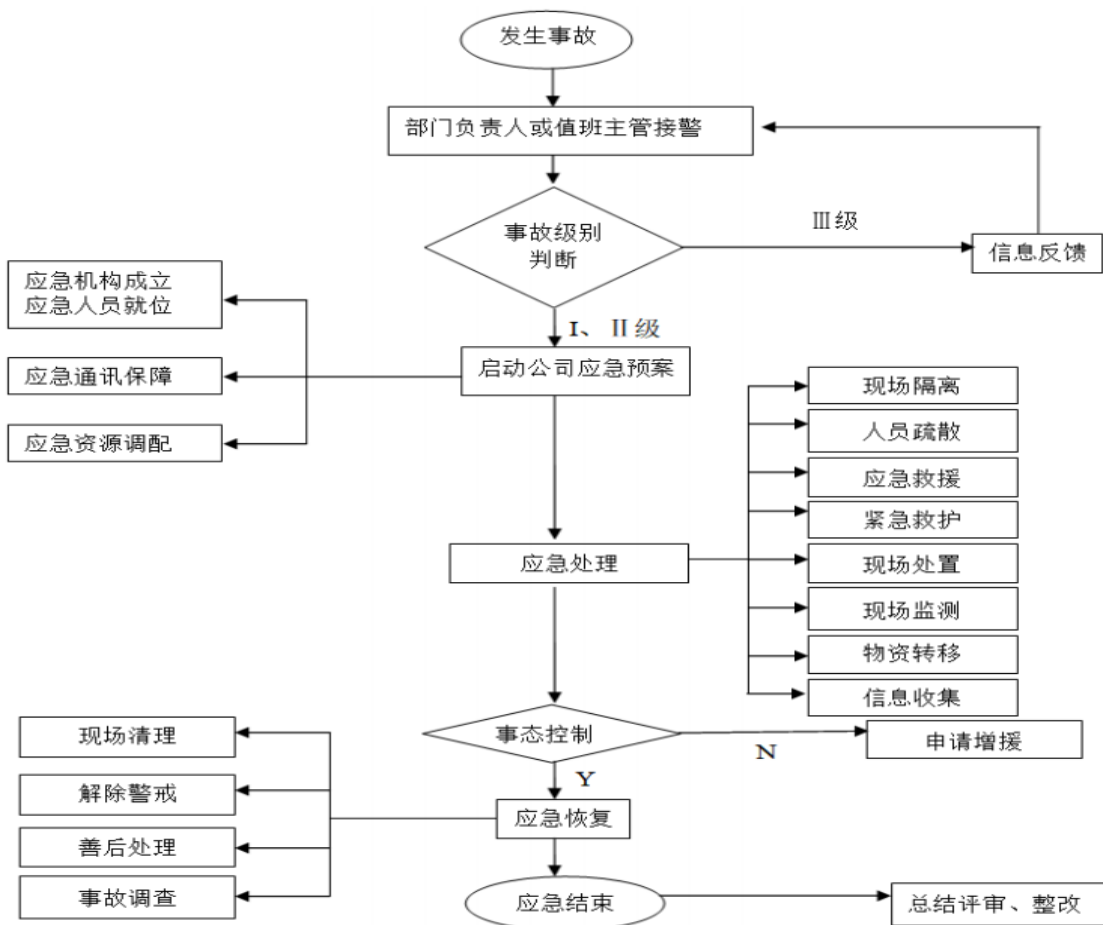 发生事故
部门负责人或值班主管接警
事故级别
判断
Ⅲ级
信息反馈
应急机构成立
应急人员就位
I、Ⅱ级
启动公司应急预案
应急通讯保障
应急资源调配
现场隔离
人员疏散
应急救援
紧急救护
应急处理
现场处置
现场监测
物资转移
信息收集
事态控制
N
申请增援
Y
现场清理
解除警戒
应急恢复
善后处理
事故调查
应急结束
总结评审、整改